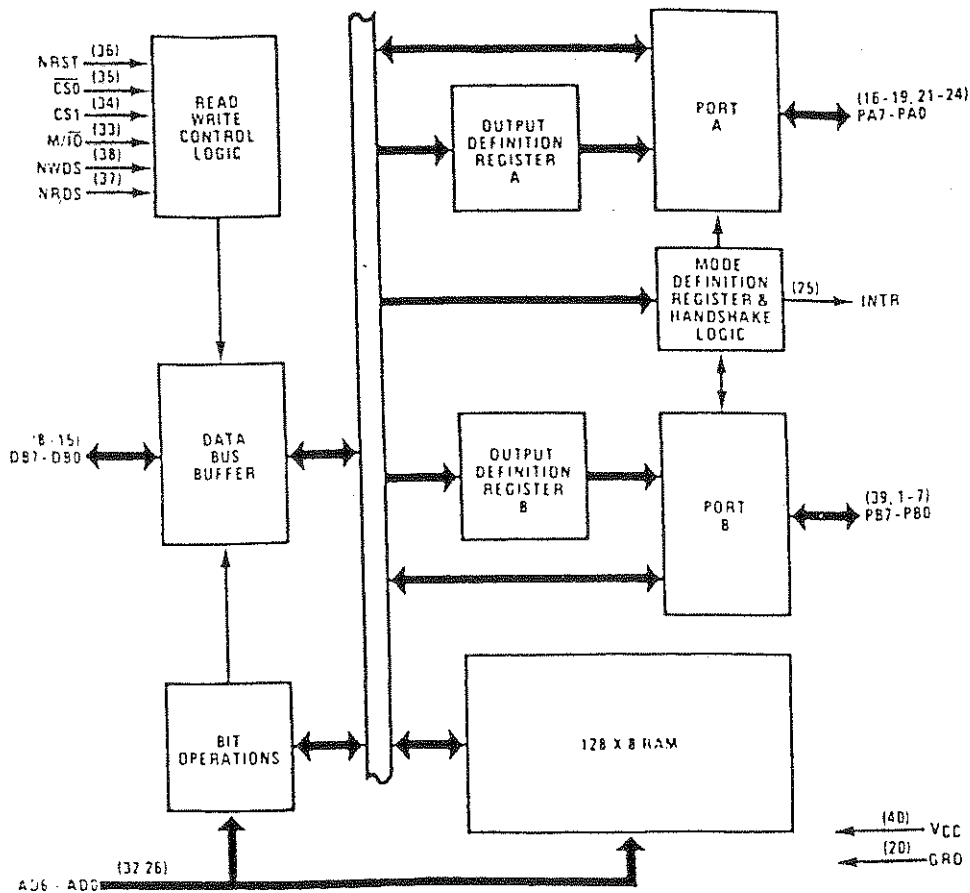 NRST (36)
CS0 (35)
CS1 (34)
M/IO (33)
NWDS (38)
NRDS (37)
READ
WRITE
CONTROL
LOGIC
OUTPUT
DEFINITION
REGISTER
A
PORT
A
(16-19, 21-24)
PA7-PA0
MODE
DEFINITION
REGISTER &
HANDSHAKE
LOGIC
(25)
INTR
(8-15)
DB7-DB0
DATA
BUS
BUFFER
OUTPUT
DEFINITION
REGISTER
B
PORT
B
(39, 1-7)
PB7-PB0
BIT
OPERATIONS
128 X 8 RAM
(40)
VCC
(20)
GRD
AD6-AD0 (32 26)